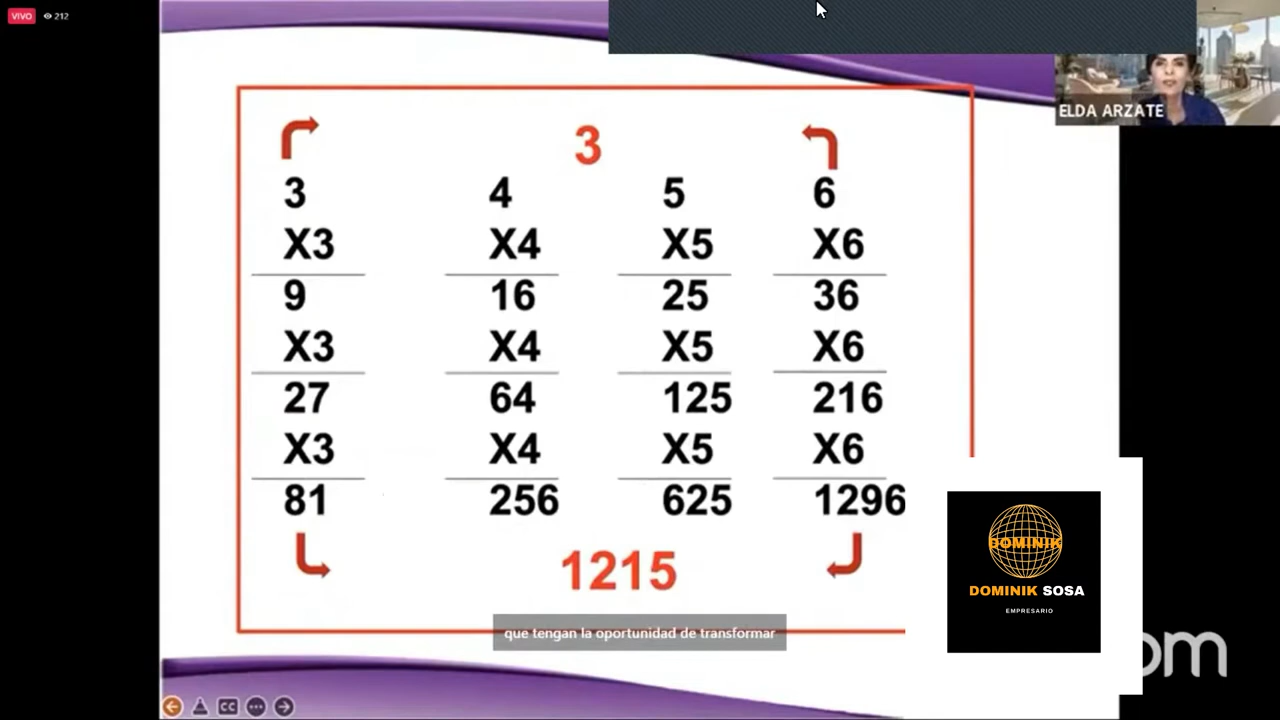 VIVO 212
ELDA ARZATE
3
3 4 5 6
X3 X4 X5 X6
9 16 25 36
X3 X4 X5 X6
27 64 125 216
X3 X4 X5 X6
81 256 625 1296
1215
que tengan la oportunidad de transformar
DOMINIK
DOMINIK SOSA
EMPRESARIO
om
CC